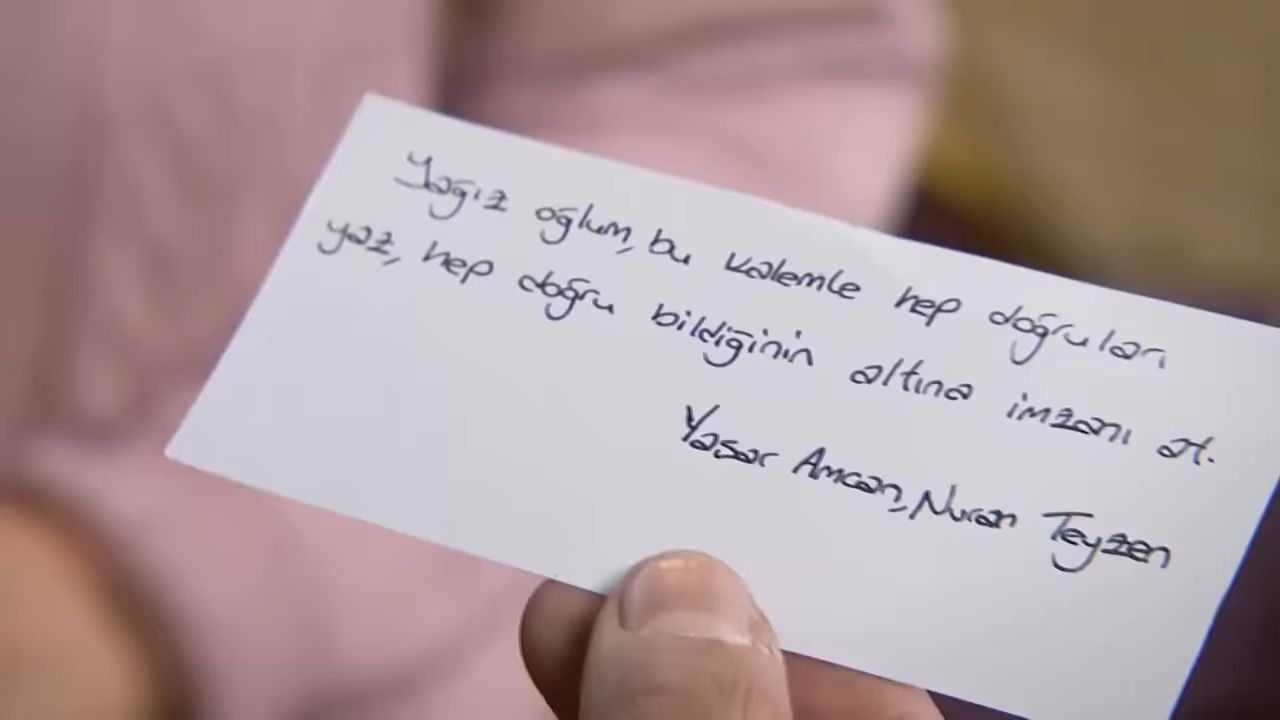 Yağız oğlum, bu kalemle hep doğruları
yaz, hep doğru bildiğinin altına imzanı at.
Yaşar Amcan, Nuran Teyzen